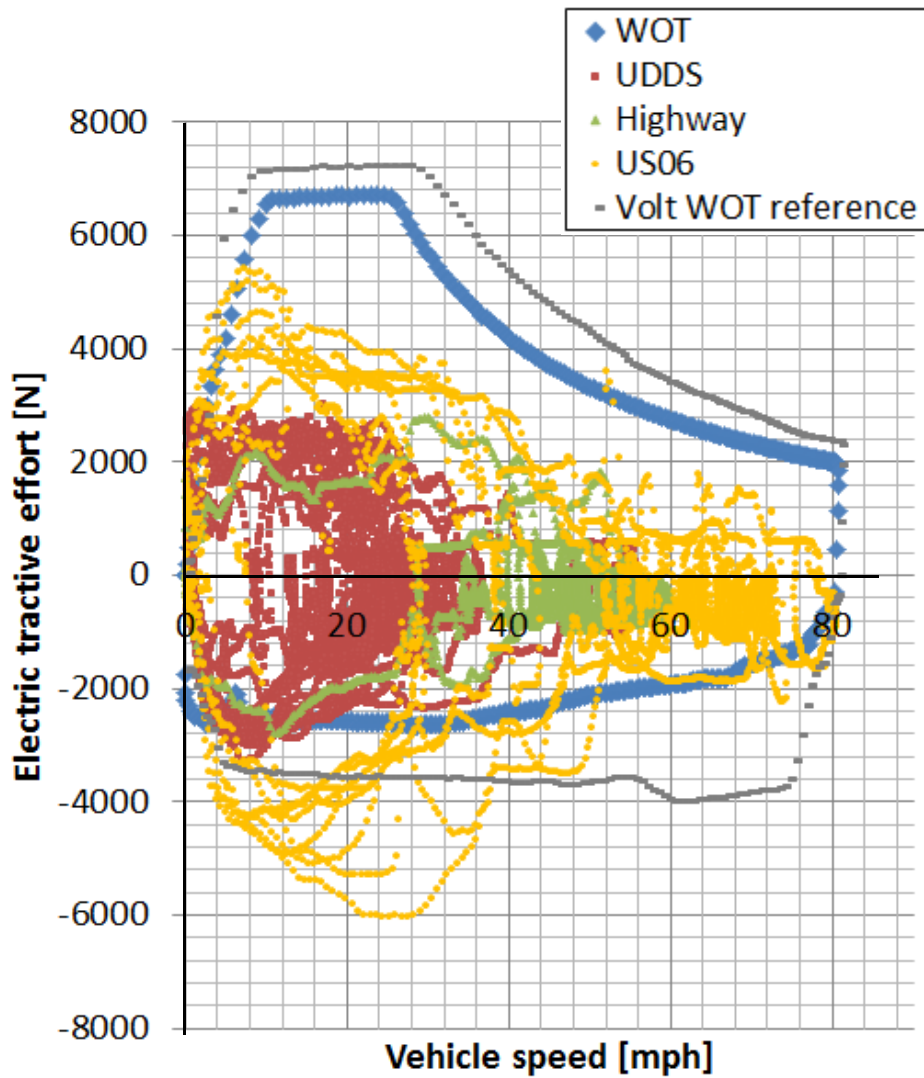 WOT
UDDS
Highway
US06
Volt WOT reference
8000
6000
4000
2000
0
-2000
-4000
-6000
-8000
0
20
40
60
80
Electric tractive effort [N]
Vehicle speed [mph]